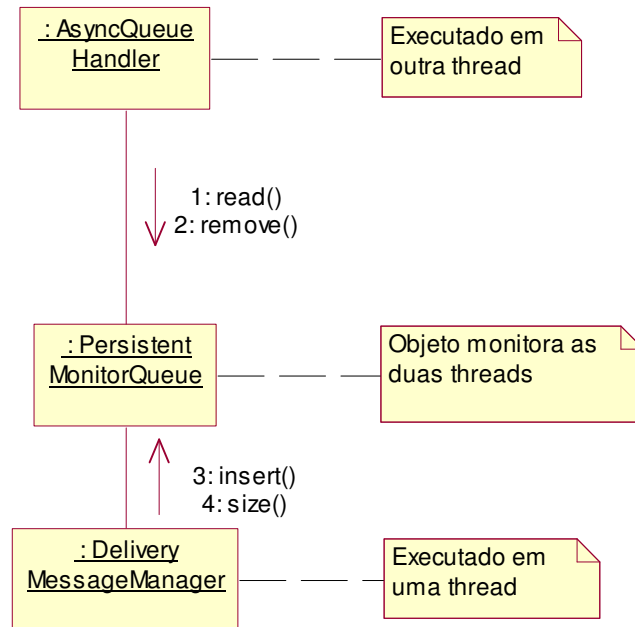 : AsyncQueue
Handler
Executado em
outra thread
1: read()
2: remove()
: Persistent
MonitorQueue
Objeto monitora as
duas threads
3: insert()
4: size()
: Delivery
MessageManager
Executado em
uma thread